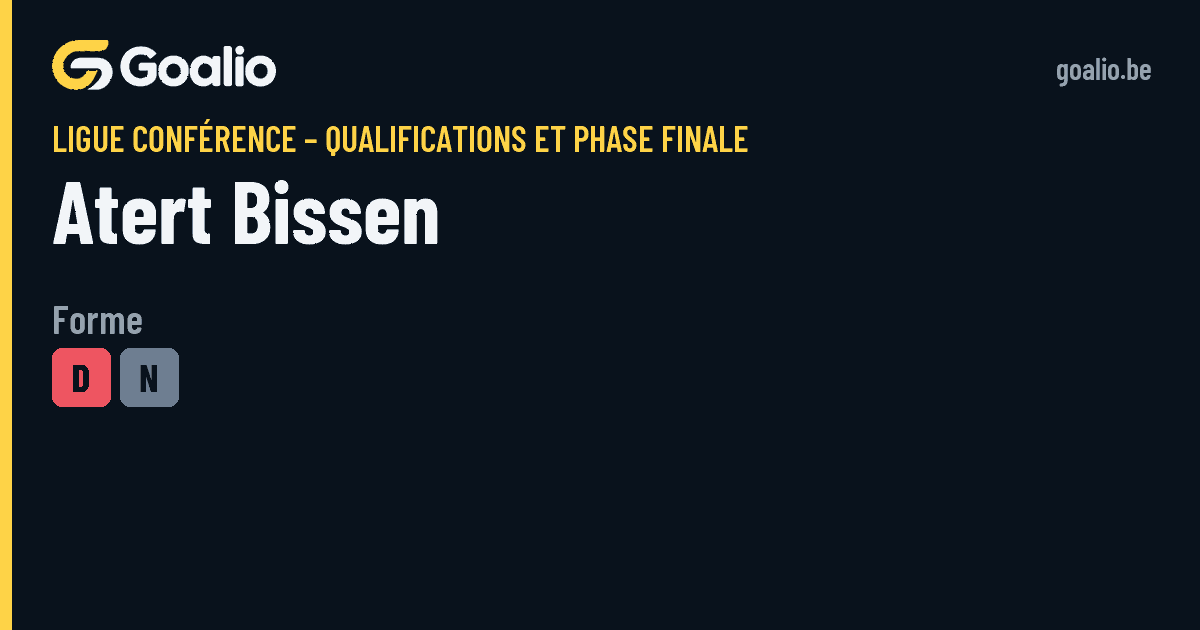 Goalio
goalio.be
LIGUE CONFÉRENCE – QUALIFICATIONS ET PHASE FINALE
Atert Bissen
Forme
D N